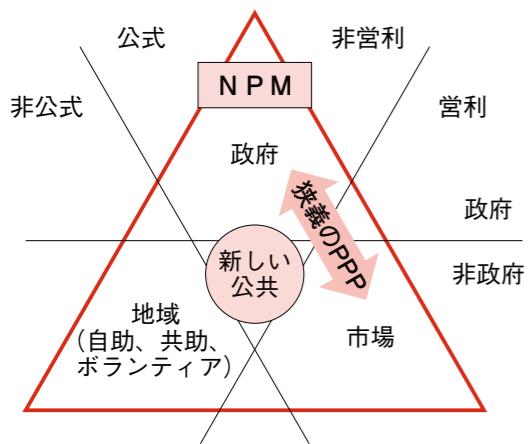 公式
非営利
非公式
NPM
営利
政府
狭義のPPP
政府
非政府
新しい
公共
地域
(自助、共助、
ボランティア)
市場